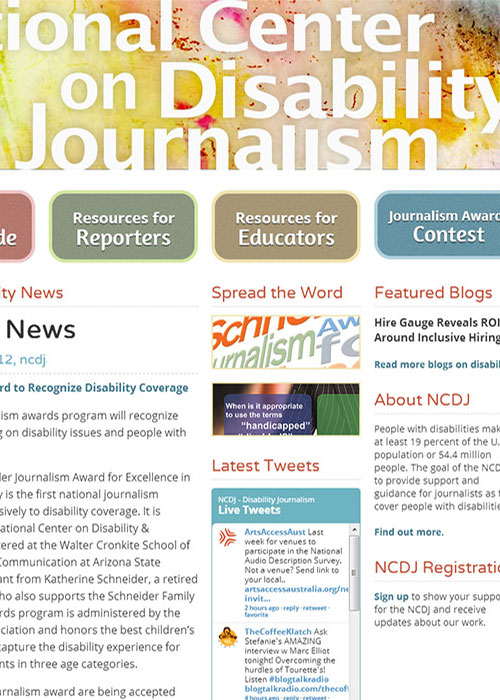 tional Center
on Disability
Journalism
de
Resources for
Reporters
Resources for
Educators
Journalism Awar
Contest
ity News
News
12, ncdj
rd to Recognize Disability Coverage
ism awards program will recognize
g on disability issues and people with
ler Journalism Award for Excellence in
y is the first national journalism
sively to disability coverage. It is
ational Center on Disability &
tered at the Walter Cronkite School of
Communication at Arizona State
ant from Katherine Schneider, a retired
ho also supports the Schneider Family
rds program is administered by the
ciation and honors the best children's
capture the disability experience for
nts in three age categories.
urnalism award are being accepted
Spread the Word
Schne
urnalism
Aw
fo
When is it appropriate
to use the terms
"handicapped"
Latest Tweets
NCDJ - Disability Journalism
Live Tweets
ArtsAccessAust Last
week for venues to
participate in the National
Audio Description Survey.
Not a venue? Send link to
your local..
artsaccessaustralia.org/ne
invit...
2 hours ago · reply · retweet ·
favorite
TheCoffeeKlatch Ask
Stefanie's AMAZING
interview w Marc Elliot
tonight! Overcoming the
hurdles of Tourette's!
Listen #blogtalkradio
blogtalkradio.com/thecof
4 hours ago · reply · retweet ·
Featured Blogs
Hire Gauge Reveals ROI
Around Inclusive Hiring
Read more blogs on disabil
About NCDJ
People with disabilities mak
at least 19 percent of the U.
population or 54.4 million
people. The goal of the NCD
to provide support and
guidance for journalists as t
cover people with disabilitie
Find out more.
NCDJ Registratio
Sign up to show your suppo
for the NCDJ and receive
updates about our work.